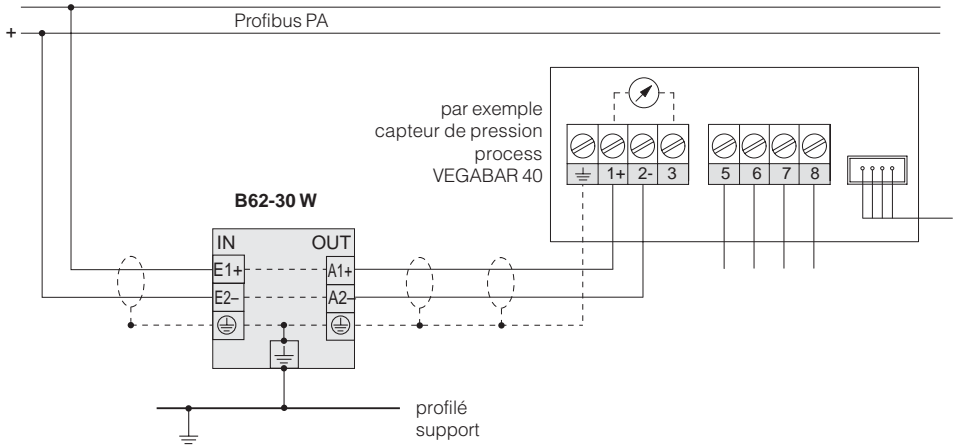 Profibus PA
+
par exemple
capteur de pression
process
VEGABAR 40
1+ 2- 3 5 6 7 8
B62-30 W
IN OUT
E1+ A1+
E2– A2–
profilé
support